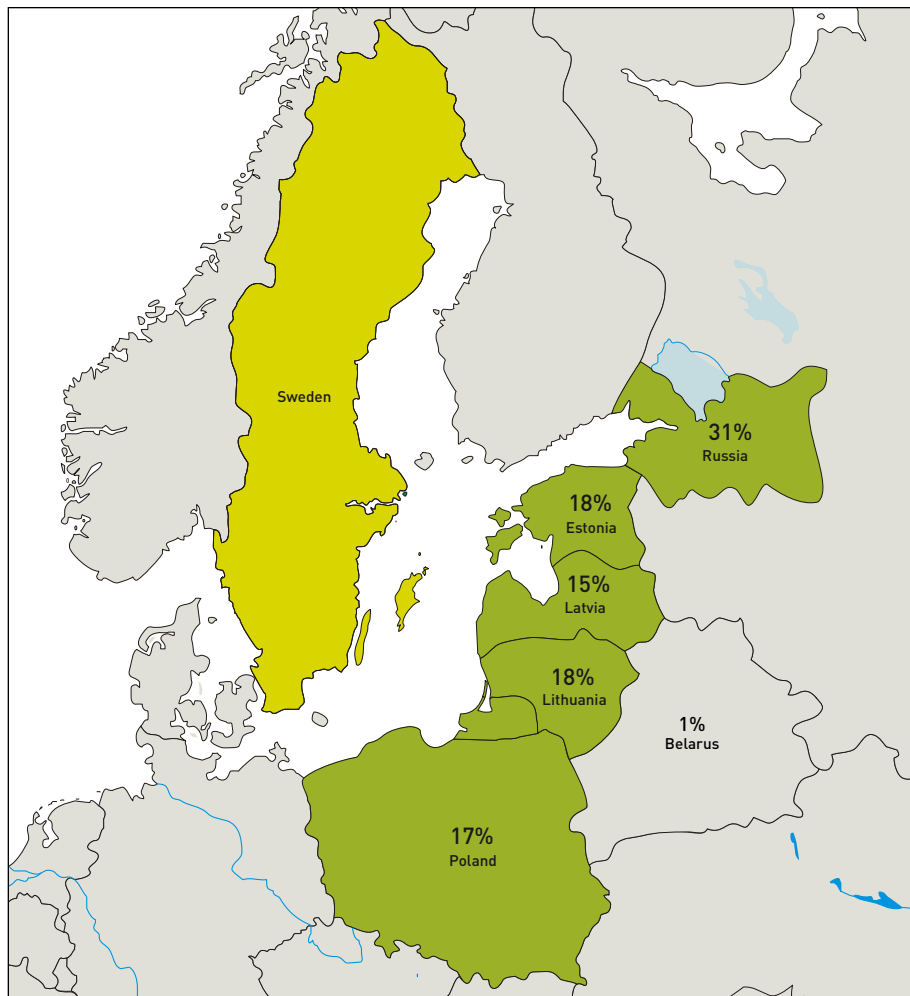 Sweden
31%
Russia
18%
Estonia
15%
Latvia
18%
Lithuania
1%
Belarus
17%
Poland